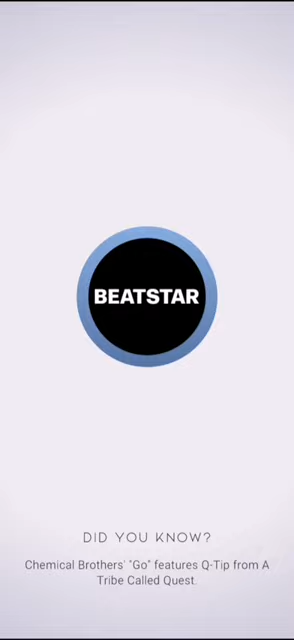 BEATSTAR
DID YOU KNOW?
Chemical Brothers' "Go" features Q-Tip from A
Tribe Called Quest.